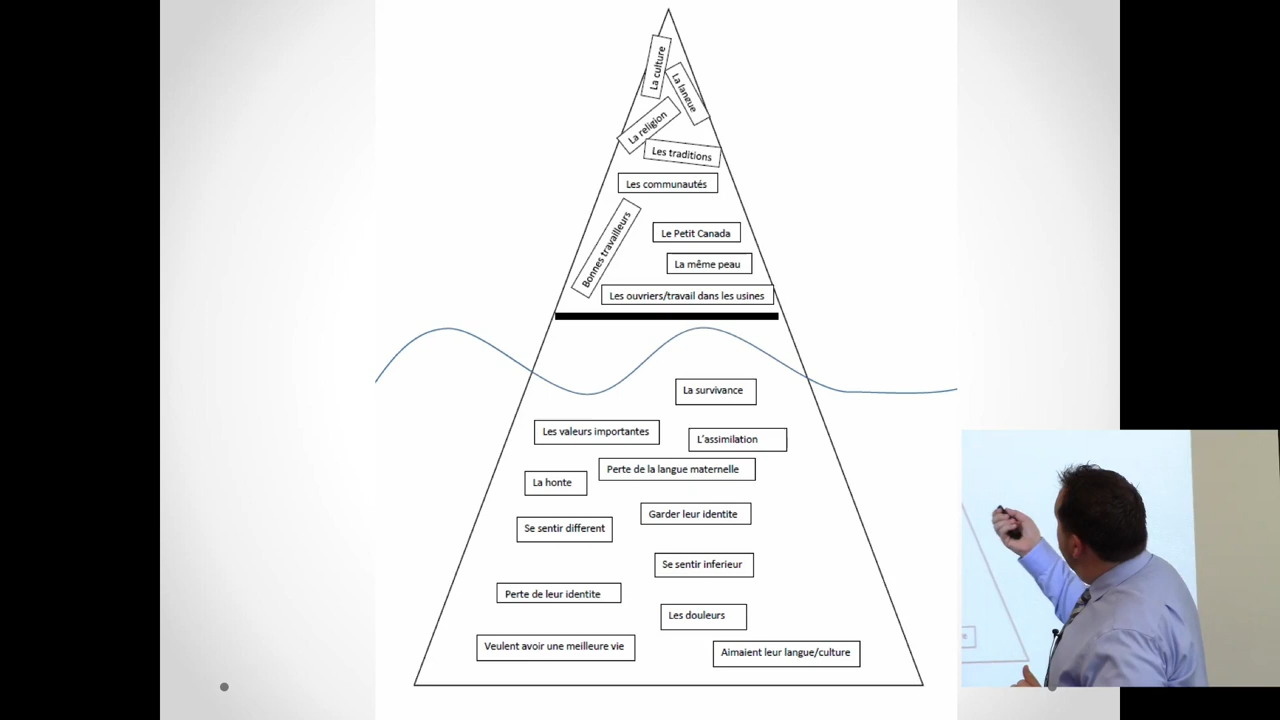 La culture
La langue
La religion
Les traditions
Les communautés
Bonnes travailleurs
Le Petit Canada
La même peau
Les ouvriers/travail dans les usines
La survivance
Les valeurs importantes
L'assimilation
Perte de la langue maternelle
La honte
Garder leur identite
Se sentir different
Se sentir inferieur
Perte de leur identite
Les douleurs
Veulent avoir une meilleure vie
Aimaient leur langue/culture